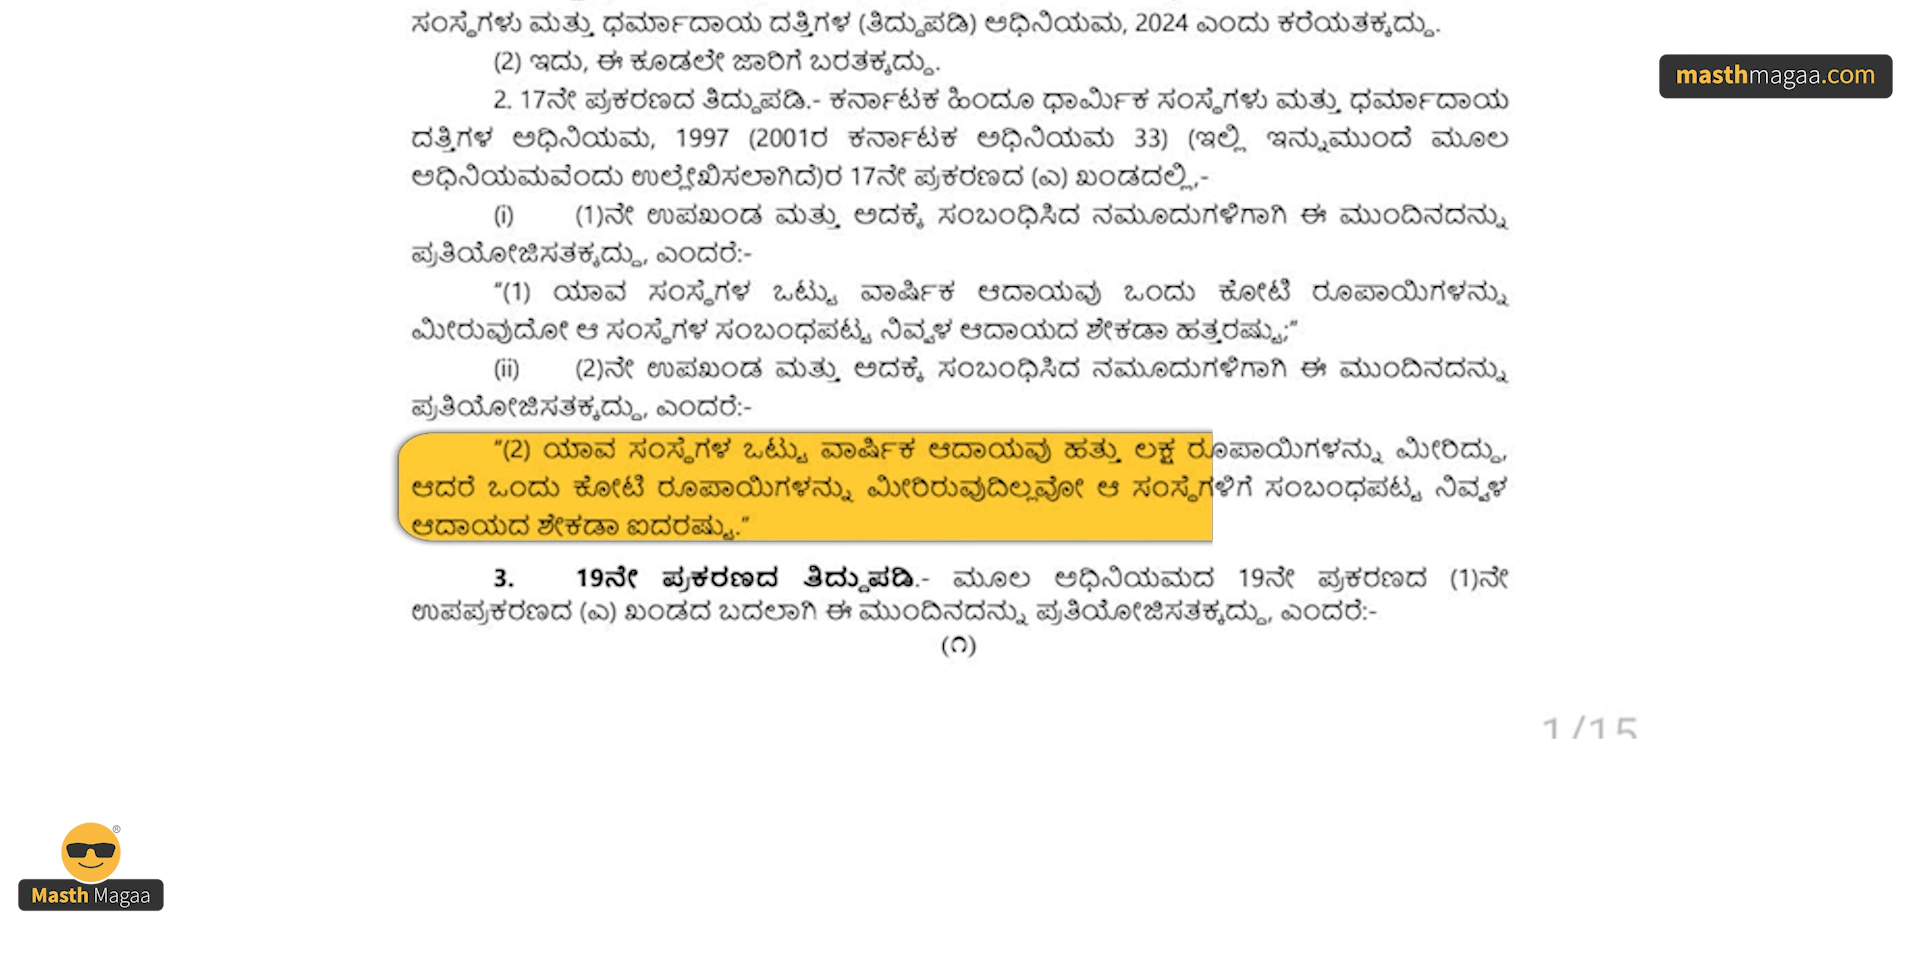 ಸಂಸ್ಥೆಗಳು ಮತ್ತು ಧರ್ಮಾದಾಯ ದತ್ತಿಗಳ (ತಿದ್ದುಪಡಿ) ಅಧಿನಿಯಮ, 2024 ಎಂದು ಕರೆಯತಕ್ಕದ್ದು.
(2) ಇದು, ಈ ಕೂಡಲೇ ಜಾರಿಗೆ ಬರತಕ್ಕದ್ದು.
masthmagaa.com
2. 17ನೇ ಪ್ರಕರಣದ ತಿದ್ದುಪಡಿ.- ಕರ್ನಾಟಕ ಹಿಂದೂ ಧಾರ್ಮಿಕ ಸಂಸ್ಥೆಗಳು ಮತ್ತು ಧರ್ಮಾದಾಯ
ದತ್ತಿಗಳ ಅಧಿನಿಯಮ, 1997 (2001ರ ಕರ್ನಾಟಕ ಅಧಿನಿಯಮ 33) (ಇಲ್ಲಿ ಇನ್ನುಮುಂದೆ ಮೂಲ
ಅಧಿನಿಯಮವೆಂದು ಉಲ್ಲೇಖಿಸಲಾಗಿದೆ)ರ 17ನೇ ಪ್ರಕರಣದ (ಎ) ಖಂಡದಲ್ಲಿ,-
(i) (1)ನೇ ಉಪಖಂಡ ಮತ್ತು ಅದಕ್ಕೆ ಸಂಬಂಧಿಸಿದ ನಮೂದುಗಳಿಗಾಗಿ ಈ ಮುಂದಿನದನ್ನು
ಪ್ರತಿಯೋಜಿಸತಕ್ಕದ್ದು, ಎಂದರೆ:-
"(1) ಯಾವ ಸಂಸ್ಥೆಗಳ ಒಟ್ಟು ವಾರ್ಷಿಕ ಆದಾಯವು ಒಂದು ಕೋಟಿ ರೂಪಾಯಿಗಳನ್ನು
ಮೀರುವುದೋ ಆ ಸಂಸ್ಥೆಗಳ ಸಂಬಂಧಪಟ್ಟ ನಿವ್ವಳ ಆದಾಯದ ಶೇಕಡಾ ಹತ್ತರಷ್ಟು;"
(ii) (2)ನೇ ಉಪಖಂಡ ಮತ್ತು ಅದಕ್ಕೆ ಸಂಬಂಧಿಸಿದ ನಮೂದುಗಳಿಗಾಗಿ ಈ ಮುಂದಿನದನ್ನು
ಪ್ರತಿಯೋಜಿಸತಕ್ಕದ್ದು, ಎಂದರೆ:-
"(2) ಯಾವ ಸಂಸ್ಥೆಗಳ ಒಟ್ಟು ವಾರ್ಷಿಕ ಆದಾಯವು ಹತ್ತು ಲಕ್ಷ ರೂಪಾಯಿಗಳನ್ನು ಮೀರಿದ್ದು,
ಆದರೆ ಒಂದು ಕೋಟಿ ರೂಪಾಯಿಗಳನ್ನು ಮೀರಿರುವುದಿಲ್ಲವೋ ಆ ಸಂಸ್ಥೆಗಳಿಗೆ ಸಂಬಂಧಪಟ್ಟ ನಿವ್ವಳ
ಆದಾಯದ ಶೇಕಡಾ ಐದರಷ್ಟು."
3. 19ನೇ ಪ್ರಕರಣದ ತಿದ್ದುಪಡಿ.- ಮೂಲ ಅಧಿನಿಯಮದ 19ನೇ ಪ್ರಕರಣದ (1)ನೇ
ಉಪಪ್ರಕರಣದ (ಎ) ಖಂಡದ ಬದಲಾಗಿ ಈ ಮುಂದಿನದನ್ನು ಪ್ರತಿಯೋಜಿಸತಕ್ಕದ್ದು, ಎಂದರೆ:-
(೧)
1/15
®
Masth Magaa